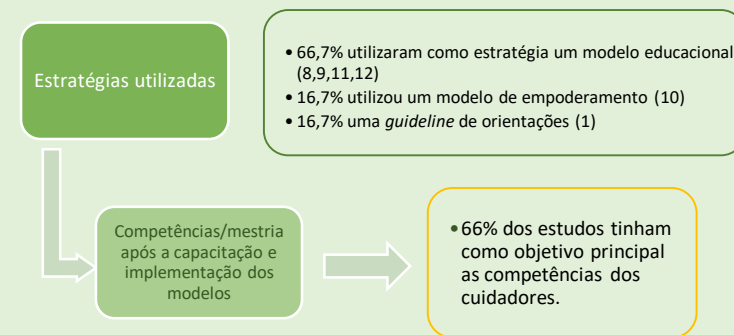 Estratégias utilizadas
• 66,7% utilizaram como estratégia um modelo educacional
(8,9,11,12)
• 16,7% utilizou um modelo de empoderamento (10)
• 16,7% uma guideline de orientações (1)
Competências/mestria
após a capacitação e
implementação dos
modelos
• 66% dos estudos tinham
como objetivo principal
as competências dos
cuidadores.